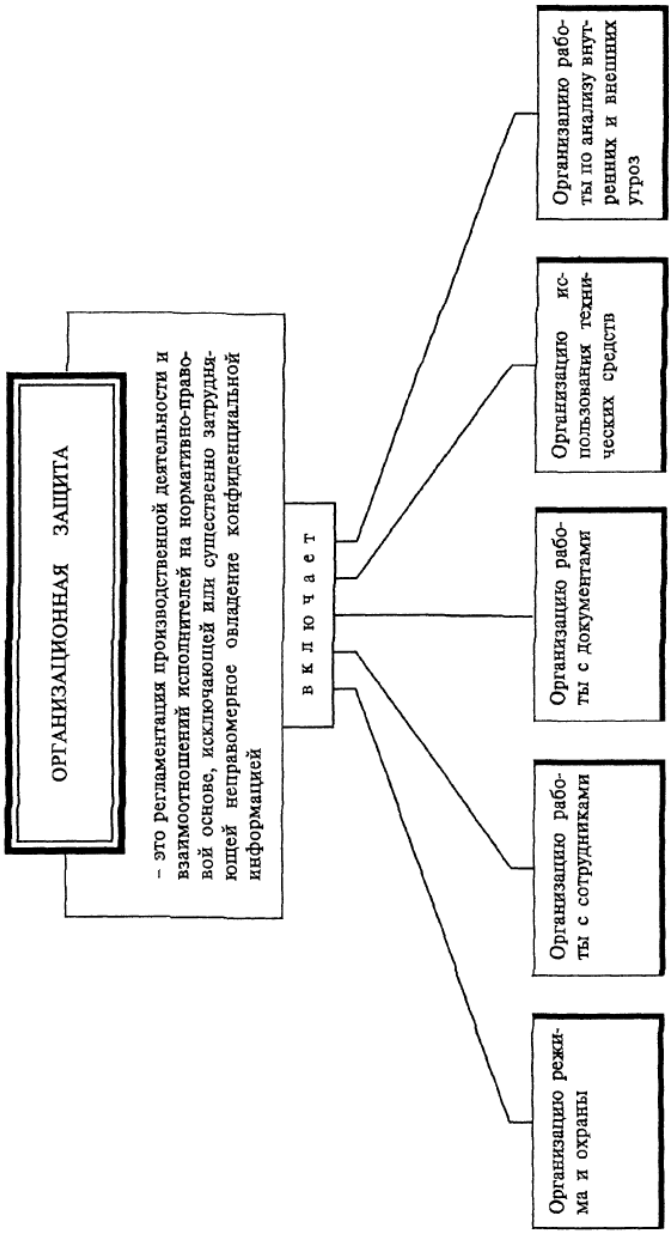 ОРГАНИЗАЦИОННАЯ ЗАЩИТА
– это регламентация производственной деятельности и
взаимоотношений исполнителей на нормативно-право-
вой основе, исключающей или существенно затрудня-
ющей неправомерное овладение конфиденциальной
информацией
включает
Организацию режи-
ма и охраны
Организацию рабо-
ты с сотрудниками
Организацию рабо-
ты с документами
Организацию ис-
пользования техни-
ческих средств
Организацию рабо-
ты по анализу внут-
ренних и внешних
угроз